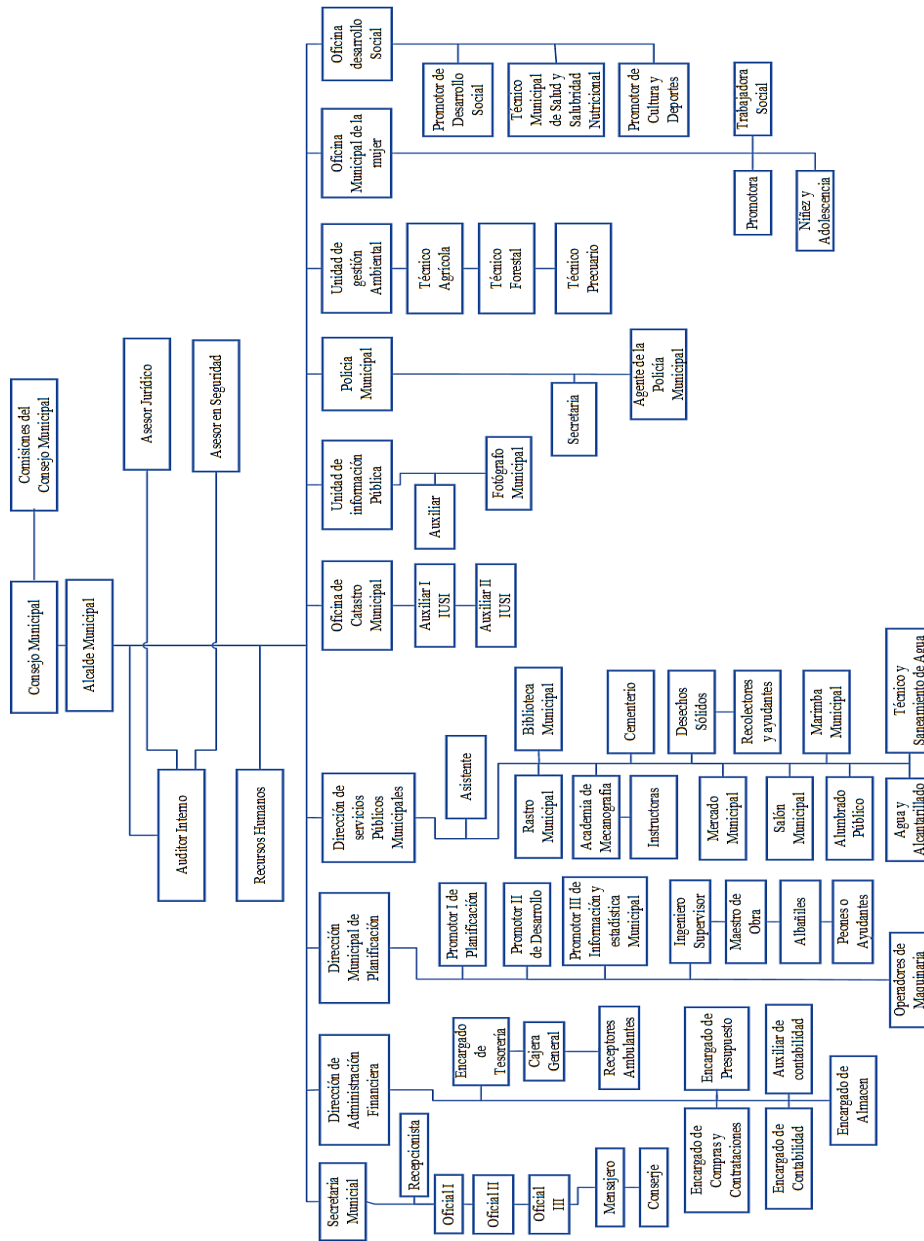 Consejo Municipal
Comisiones del
Consejo Municipal
Alcalde Municipal
Asesor Jurídico
Auditor Interno
Asesor en Seguridad
Recursos Humanos
Secretaria
Municial
Recepcionista
Oficial I
Oficial II
Oficial
III
Mensajero
Conserje
Dirección de
Administración
Financiera
Encargado
de
Tesorería
Cajera
General
Receptores
Ambulantes
Encargado de
Compras y
Contrataciones
Encargado de
Presupuesto
Encargado de
Contabilidad
Auxiliar de
contabilidad
Encargado de
Almacen
Dirección
Municipal de
Planificación
Promotor I de
Planificación
Promotor II
de Desarrollo
Promotor III de
Información y
estadística
Municipal
Ingeniero
Supervisor
Maestro de
Obra
Albañiles
Peones o
Ayudantes
Operadores de
Maquinaria
Dirección de
servicios
Públicos
Municipales
Asistente
Rastro
Municipal
Biblioteca
Municipal
Academia de
Mecanografía
Instructoras
Cementerio
Desechos
Sólidos
Recolectores
y ayudantes
Mercado
Municipal
Salón
Municipal
Marimba
Municipal
Alumbrado
Público
Agua y
Alcantarillado
Técnico y
Saneamiento de Agua
Oficina de
Catastro
Municipal
Auxiliar I
IUSI
Auxiliar II
IUSI
Unidad de
información
Pública
Auxiliar
Fotógrafo
Municipal
Policia
Municipal
Secretaria
Agente de la
Policía
Municipal
Unidad de
gestión
Ambiental
Técnico
Agrícola
Técnico
Forestal
Técnico
Precuario
Oficina
Municipal de la
mujer
Promotora
Trabajadora
Social
Niñez y
Adolescencia
Oficina
desarrollo
Social
Promotor de
Desarrollo
Social
Técnico
Municipal
de Salud y
Salubridad
Nutricional
Promotor de
Cultura y
Deportes